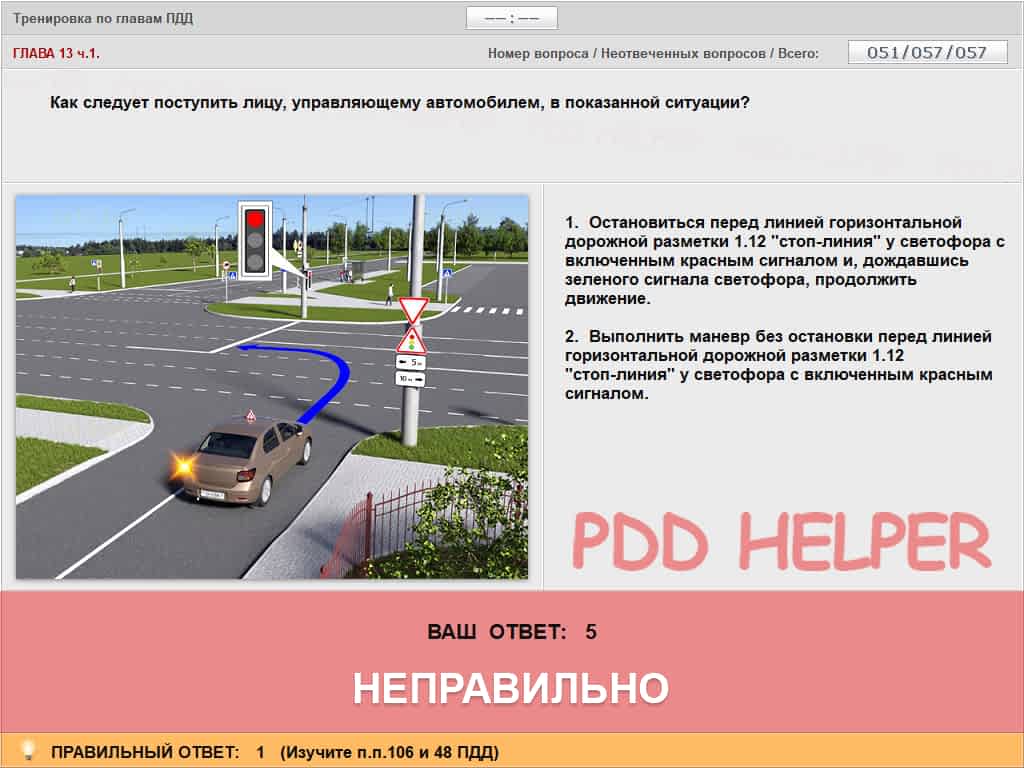 Тренировка по главам ПДД
—— : ——
ГЛАВА 13 ч.1.
Номер вопроса / Неотвеченных вопросов / Всего:
051/057/057
Как следует поступить лицу, управляющему автомобилем, в показанной ситуации?
5 м
10 м
1. Остановиться перед линией горизонтальной
дорожной разметки 1.12 "стоп-линия" у светофора с
включенным красным сигналом и, дождавшись
зеленого сигнала светофора, продолжить
движение.
2. Выполнить маневр без остановки перед линией
горизонтальной дорожной разметки 1.12
"стоп-линия" у светофора с включенным красным
сигналом.
PDD HELPER
ВАШ ОТВЕТ: 5
НЕПРАВИЛЬНО
ПРАВИЛЬНЫЙ ОТВЕТ: 1 (Изучите п.п.106 и 48 ПДД)